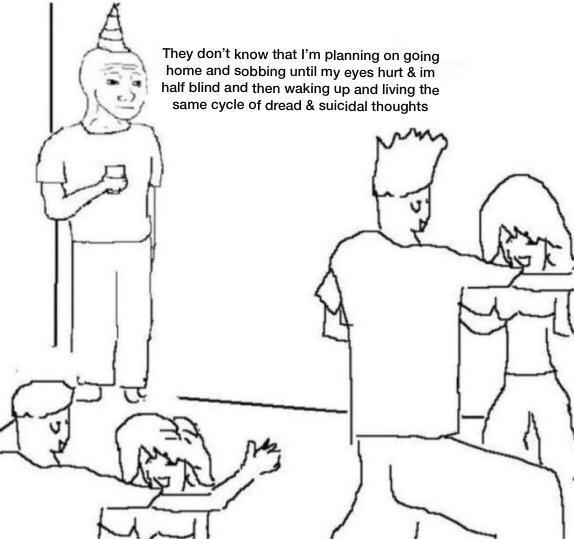 They don't know that I'm planning on going
home and sobbing until my eyes hurt & im
half blind and then waking up and living the
same cycle of dread & suicidal thoughts